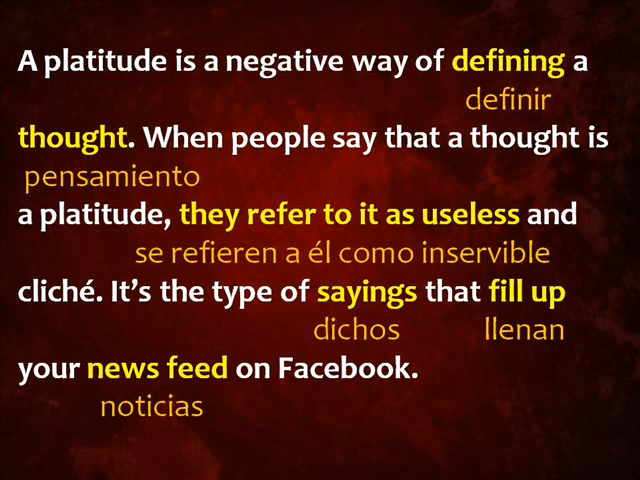 A platitude is a negative way of defining a
definir
thought. When people say that a thought is
pensamiento
a platitude, they refer to it as useless and
se refieren a él como inservible
cliché. It’s the type of sayings that fill up
dichos llenan
your news feed on Facebook.
noticias